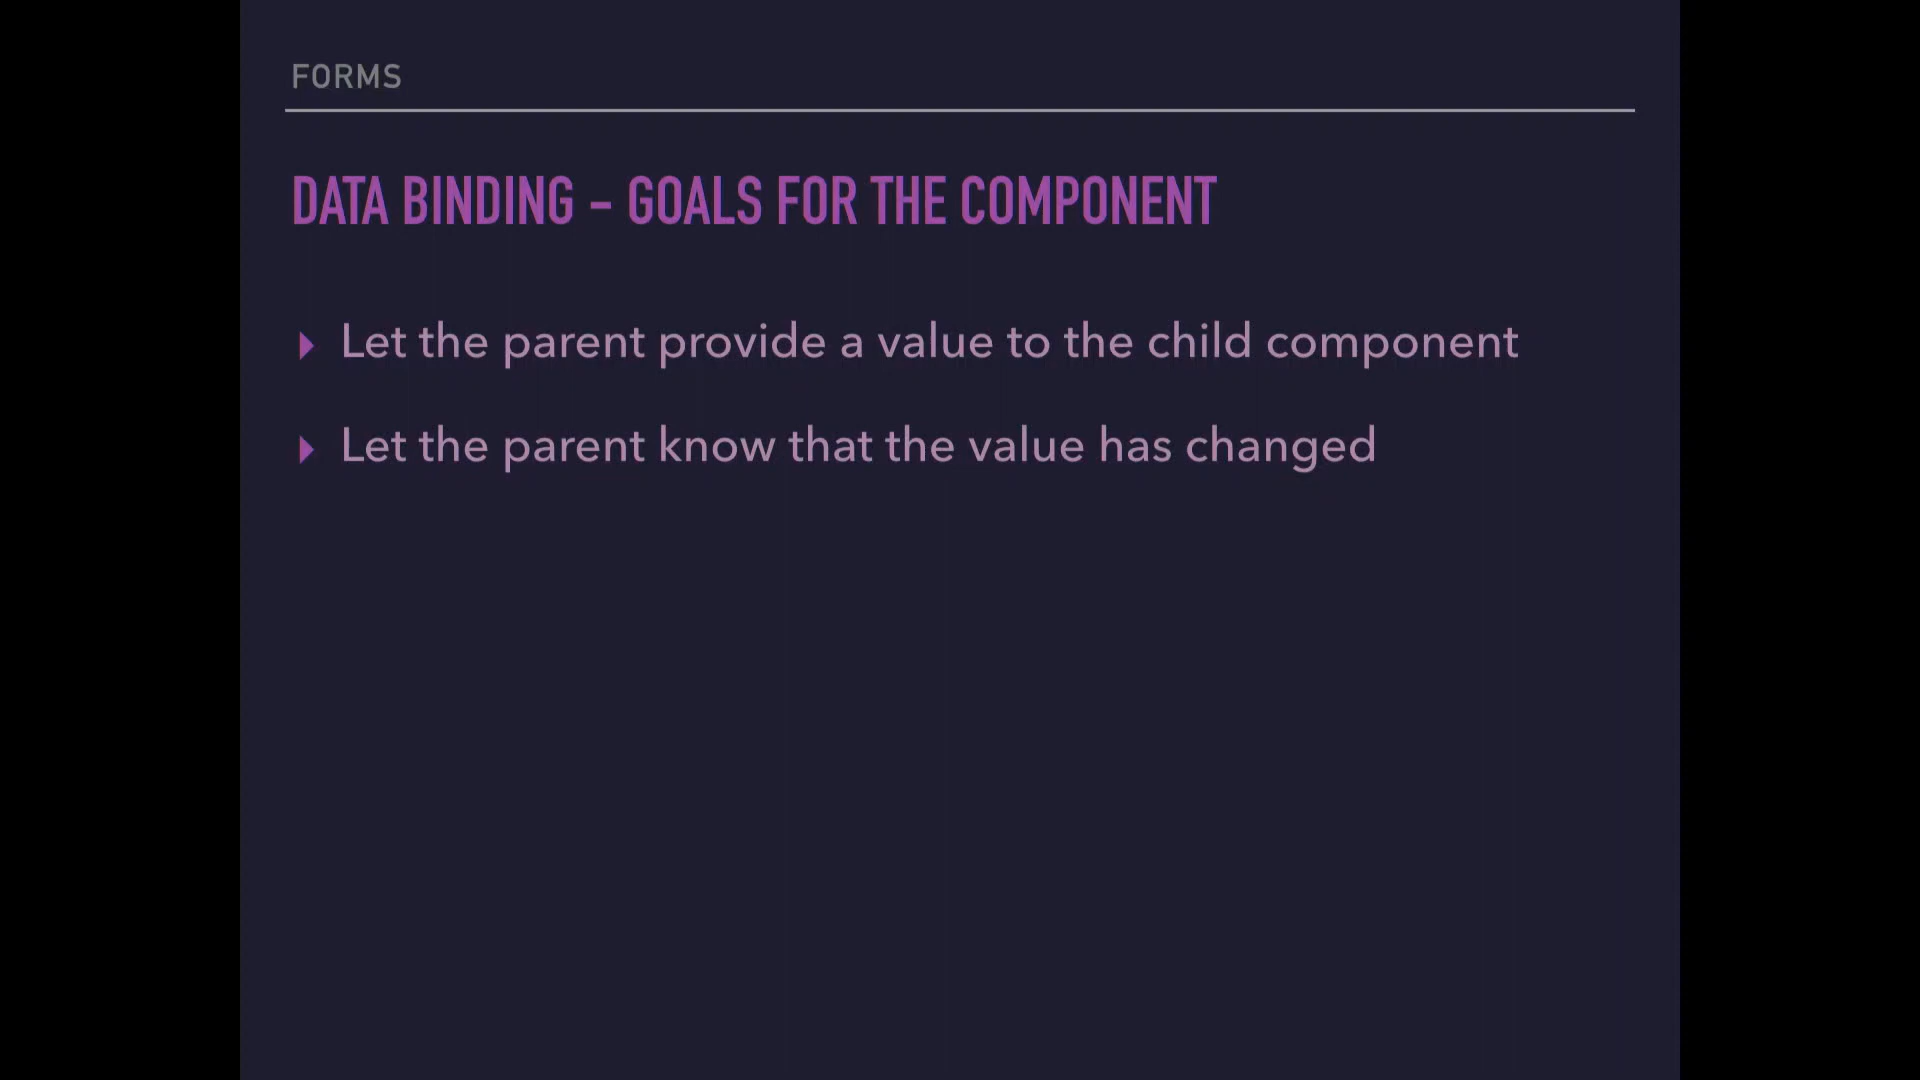 FORMS
DATA BINDING – GOALS FOR THE COMPONENT
Let the parent provide a value to the child component
Let the parent know that the value has changed